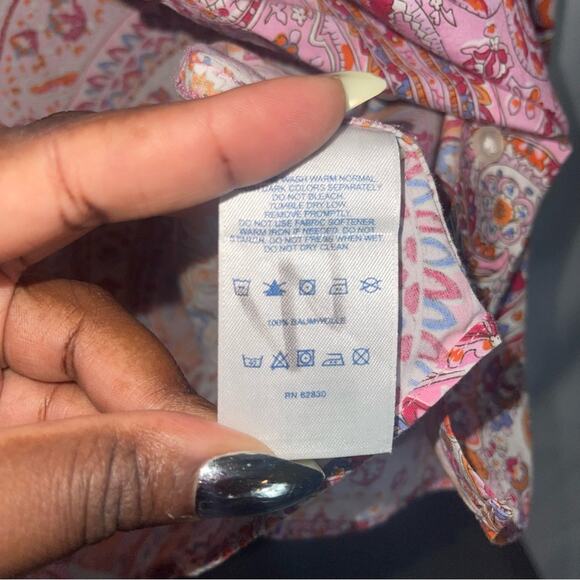 WASH WARM NORMAL
DARK COLORS SEPARATELY
DO NOT BLEACH.
TUMBLE DRY LOW.
REMOVE PROMPTLY.
DO NOT USE FABRIC SOFTENER.
WARM IRON IF NEEDED. DO NOT
STARCH. DO NOT PRESS WHEN WET.
DO NOT DRY CLEAN.
100% BAUMWOLLE
RN 62830